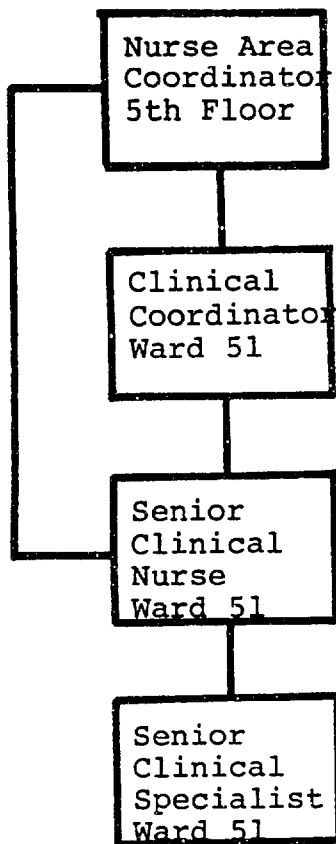 Nurse Area
Coordinator
5th Floor
Clinical
Coordinator
Ward 51
Senior
Clinical
Nurse
Ward 51
Senior
Clinical
Specialist
Ward 51